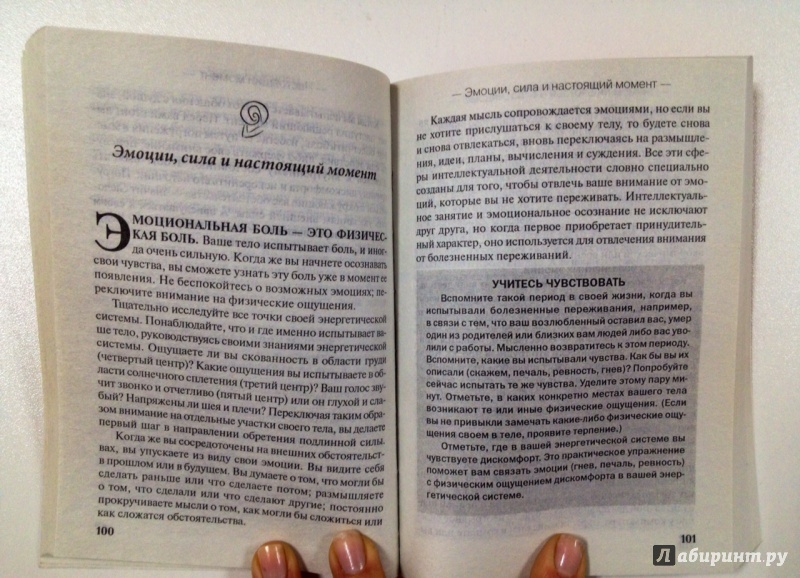 Эмоции, сила и настоящий момент
ЭМОЦИОНАЛЬНАЯ БОЛЬ — ЭТО ФИЗИЧЕС-
КАЯ БОЛЬ. Ваше тело испытывает боль, и иног-
да очень сильную. Когда же вы начнете осознавать
свои чувства, вы сможете узнать эту боль уже в момент ее
появления. Не беспокойтесь о возможных эмоциях; пе-
реключите внимание на физические ощущения.
Тщательно исследуйте все точки своей энергетической
системы. Понаблюдайте, что и где именно испытывает ва-
ше тело, руководствуясь своими знаниями энергетической
системы. Ощущаете ли вы скованность в области груди
(четвертый центр)? Какие ощущения вы испытываете в об-
ласти солнечного сплетения (третий центр)? Ваш голос зву-
чит звонко и отчетливо (пятый центр) или он глухой и сла-
бый? Напряжены ли шея и плечи? Переключая таким обра-
зом внимание на отдельные участки своего тела, вы делаете
первый шаг в направлении обретения подлинной силы.
Когда же вы сосредоточены на внешних обстоятельст-
вах, вы упускаете из виду свои эмоции. Вы видите себя
в прошлом или в будущем. Вы думаете о том, что могли бы
сделать раньше или что сделаете потом; размышляете
о том, что сделали или что сделают другие; постоянно
прокручиваете мысли о том, как могли бы сложиться или
как сложатся обстоятельства.
100
— Эмоции, сила и настоящий момент —
Каждая мысль сопровождается эмоциями, но если вы
не хотите прислушаться к своему телу, то будете снова
и снова отвлекаться, вновь переключаясь на размышле-
ния, идеи, планы, вычисления и суждения. Все эти сфе-
ры интеллектуальной деятельности словно специально
созданы для того, чтобы отвлечь ваше внимание от эмо-
ций, которые вы не хотите переживать. Интеллектуаль-
ное занятие и эмоциональное осознание не исключают
друг друга, но когда первое приобретает принудитель-
ный характер, оно используется для отвлечения внимания
от болезненных переживаний.
УЧИТЕСЬ ЧУВСТВОВАТЬ
Вспомните такой период в своей жизни, когда вы
испытывали болезненные переживания, например,
в связи с тем, что ваш возлюбленный оставил вас, умер
один из родителей или близких вам людей либо вас уво-
лили с работы. Мысленно возвратитесь к этому периоду.
Вспомните, какие вы испытывали чувства. Как бы вы их
описали (скажем, печаль, ревность, гнев)? Попробуйте
сейчас испытать те же чувства. Уделите этому пару ми-
нут. Отметьте, в каких конкретно местах вашего тела
возникают те или иные физические ощущения. (Если
вы не привыкли замечать какие-либо физические ощу-
щения своем в теле, проявите терпение.)
Отметьте, где в вашей энергетической системе вы
чувствуете дискомфорт. Это практическое упражнение
поможет вам связать эмоции (гнев, печаль, ревность)
с физическим ощущением дискомфорта в вашей энер-
гетической системе.
101
Лабиринт.ру